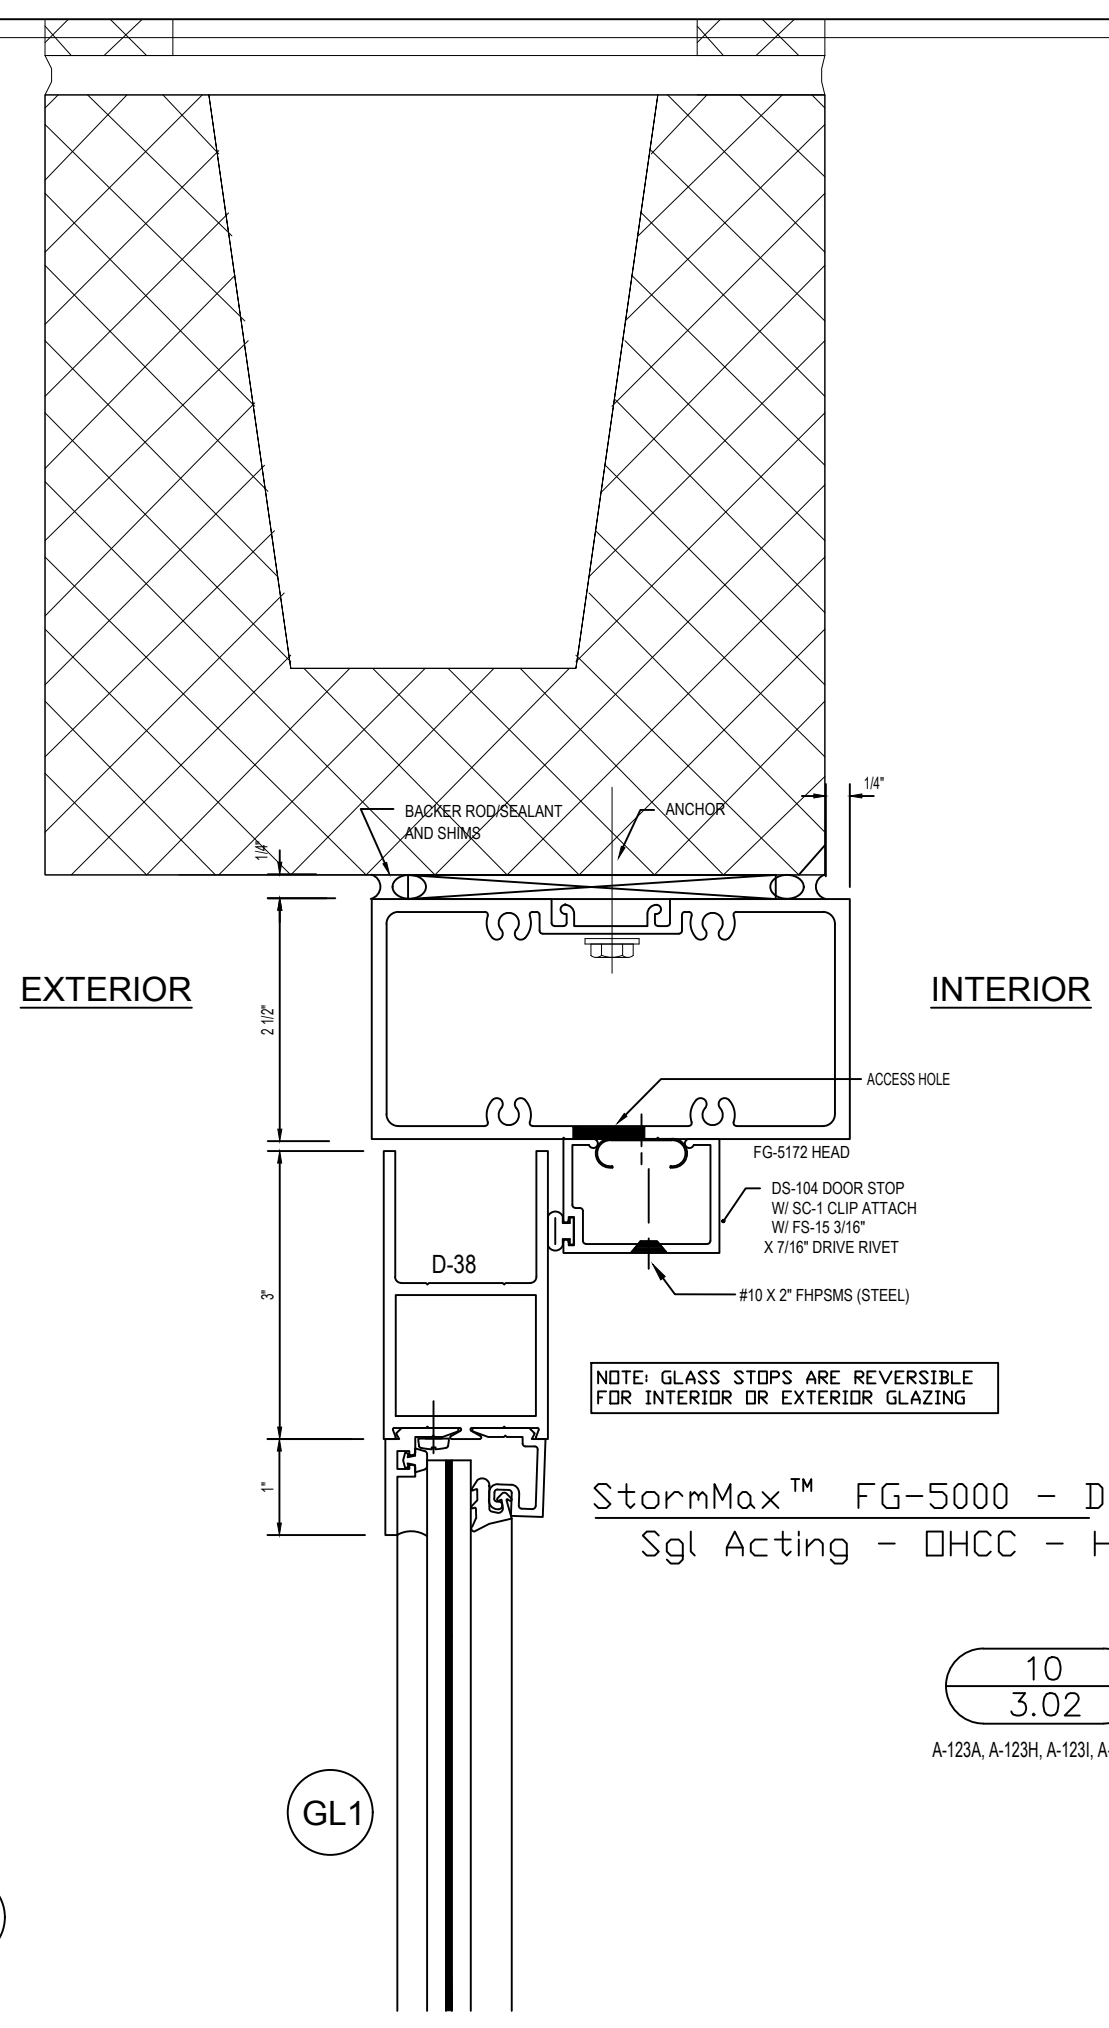 1/4"
BACKER ROD/SEALANT
AND SHIMS
ANCHOR
1/4"
EXTERIOR
INTERIOR
2 1/2"
ACCESS HOLE
FG-5172 HEAD
DS-104 DOOR STOP
W/ SC-1 CLIP ATTACH
W/ FS-15 3/16"
X 7/16" DRIVE RIVET
D-38
3"
#10 X 2" FHPSMS (STEEL)
NOTE: GLASS STOPS ARE REVERSIBLE
FOR INTERIOR OR EXTERIOR GLAZING
1"
StormMax™ FG-5000 - D
Sgl Acting - OHCC - H
10
3.02
A-123A, A-123H, A-123I, A-
GL1